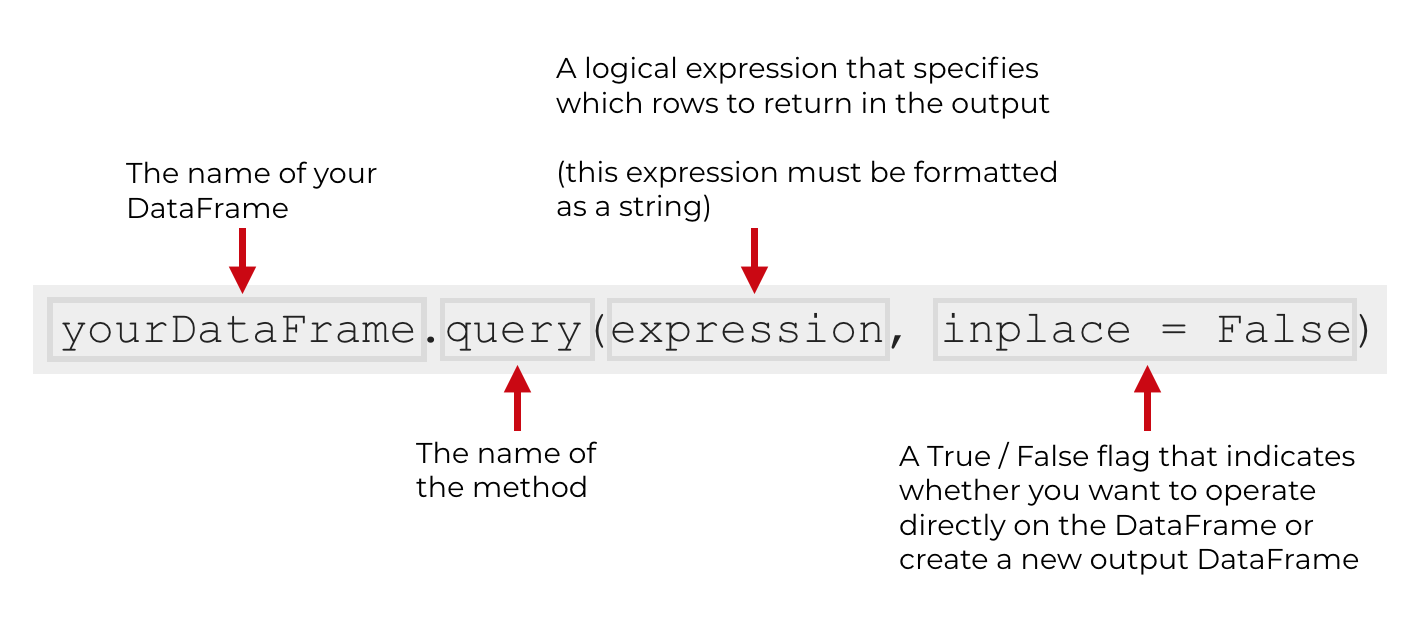 A logical expression that specifies
which rows to return in the output
(this expression must be formatted
as a string)
The name of your
DataFrame
yourDataFrame.query(expression, inplace = False)
The name of
the method
A True / False flag that indicates
whether you want to operate
directly on the DataFrame or
create a new output DataFrame